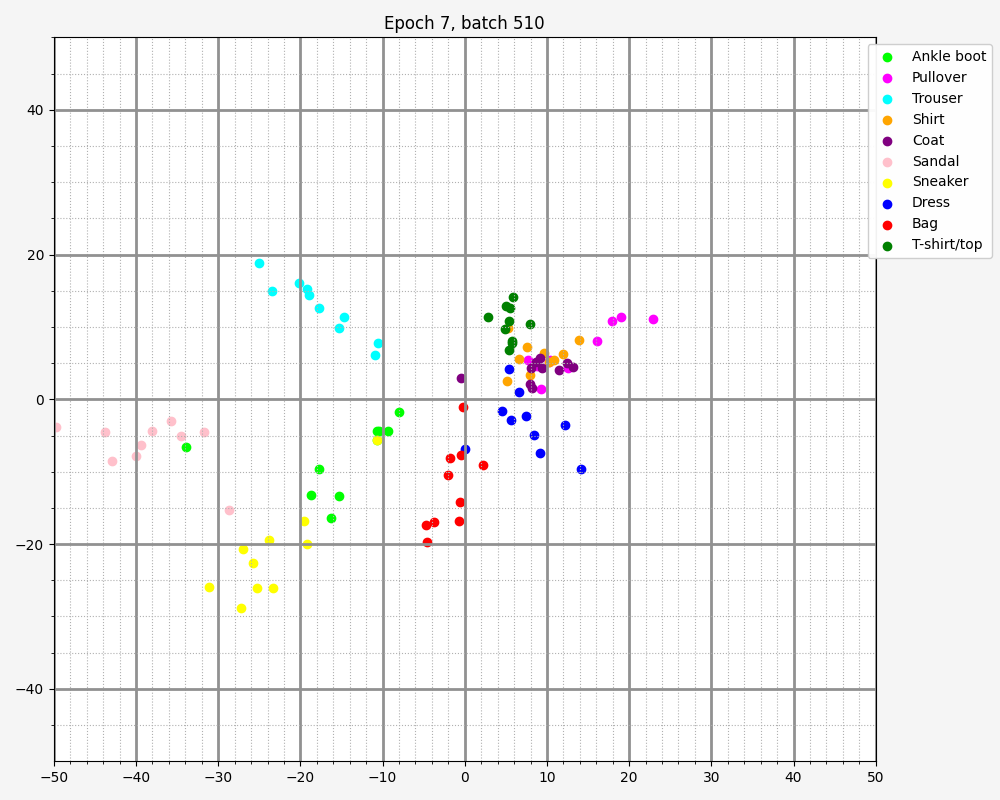 Epoch 7, batch 510
Ankle boot
Pullover
Trouser
Shirt
Coat
Sandal
Sneaker
Dress
Bag
T-shirt/top
40
20
0
−20
−40
−50 −40 −30 −20 −10 0 10 20 30 40 50